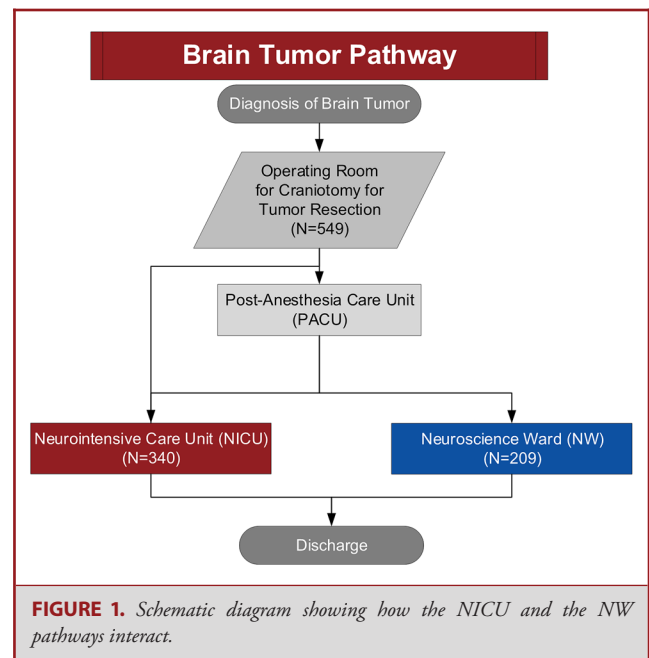 Brain Tumor Pathway
Diagnosis of Brain Tumor
Operating Room
for Craniotomy for
Tumor Resection
(N=549)
Post-Anesthesia Care Unit
(PACU)
Neurointensive Care Unit (NICU)
(N=340)
Neuroscience Ward (NW)
(N=209)
Discharge
FIGURE 1. Schematic diagram showing how the NICU and the NW
pathways interact.